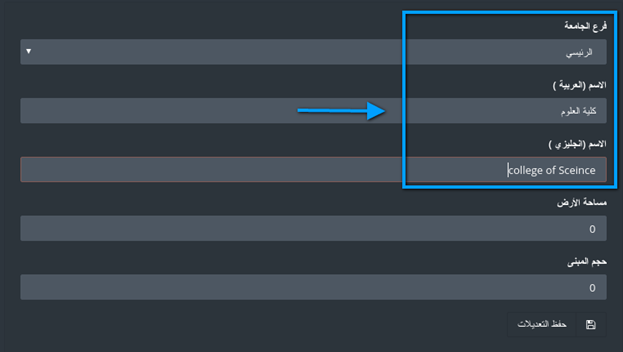 فرع الجامعة
الرئيسي
الاسم (العربية )
كلية العلوم
الاسم (انجليزي )
college of Sceince
مساحة الأرض
0
حجم المبنى
0
حفظ التعديلات